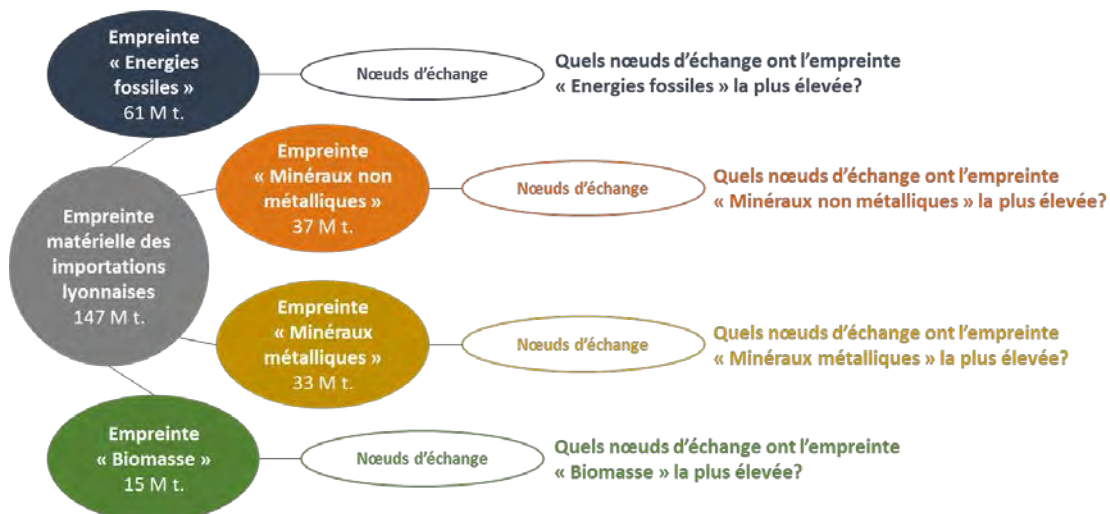 Empreinte
« Energies
fossiles »
61 M t.
Nœuds d'échange
Quels nœuds d'échange ont l'empreinte
« Energies fossiles » la plus élevée?
Empreinte
« Minéraux non
métalliques »
37 M t.
Nœuds d'échange
Quels nœuds d'échange ont l'empreinte
« Minéraux non métalliques » la plus élevée?
Empreinte
matérielle des
importations
lyonnaises
147 M t.
Empreinte
« Minéraux
métalliques »
33 M t.
Nœuds d'échange
Quels nœuds d'échange ont l'empreinte
« Minéraux métalliques » la plus élevée?
Empreinte
« Biomasse »
15 M t.
Nœuds d'échange
Quels nœuds d'échange ont l'empreinte
« Biomasse » la plus élevée?